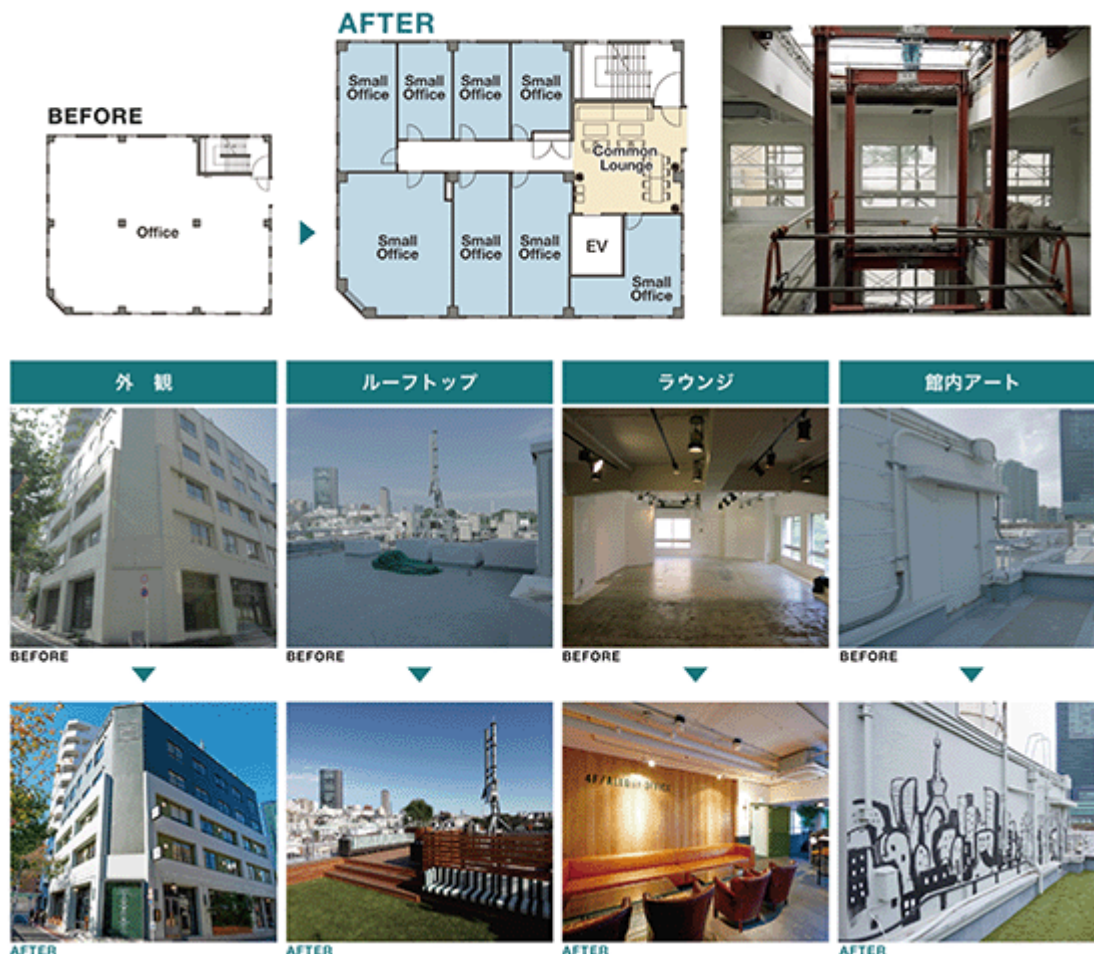 AFTER
BEFORE
Office
Small
Office
Small
Office
Small
Office
Small
Office
Common
Lounge
Small
Office
Small
Office
Small
Office
EV
Small
Office
外 観
ルーフトップ
ラウンジ
館内アート
BEFORE
BEFORE
BEFORE
BEFORE
OFFICE
AFTER
AFTER
AFTER
AFTER